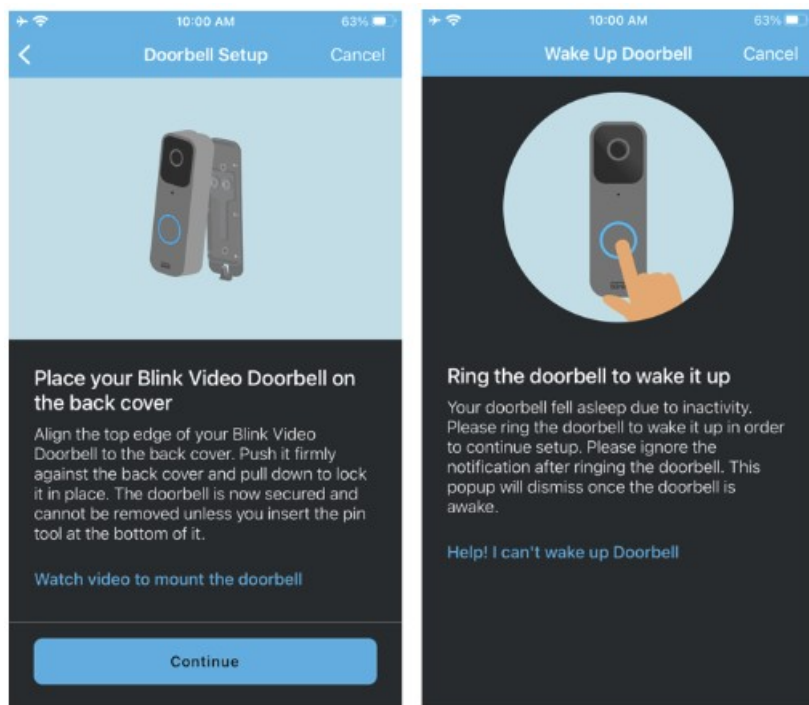 10:00 AM
63%
Doorbell Setup
Cancel
Place your Blink Video Doorbell on
the back cover
Align the top edge of your Blink Video
Doorbell to the back cover. Push it firmly
against the back cover and pull down to lock
it in place. The doorbell is now secured and
cannot be removed unless you insert the pin
tool at the bottom of it.
Watch video to mount the doorbell
Continue
10:00 AM
63%
Wake Up Doorbell
Cancel
Ring the doorbell to wake it up
Your doorbell fell asleep due to inactivity.
Please ring the doorbell to wake it up in order
to continue setup. Please ignore the
notification after ringing the doorbell. This
popup will dismiss once the doorbell is
awake.
Help! I can't wake up Doorbell